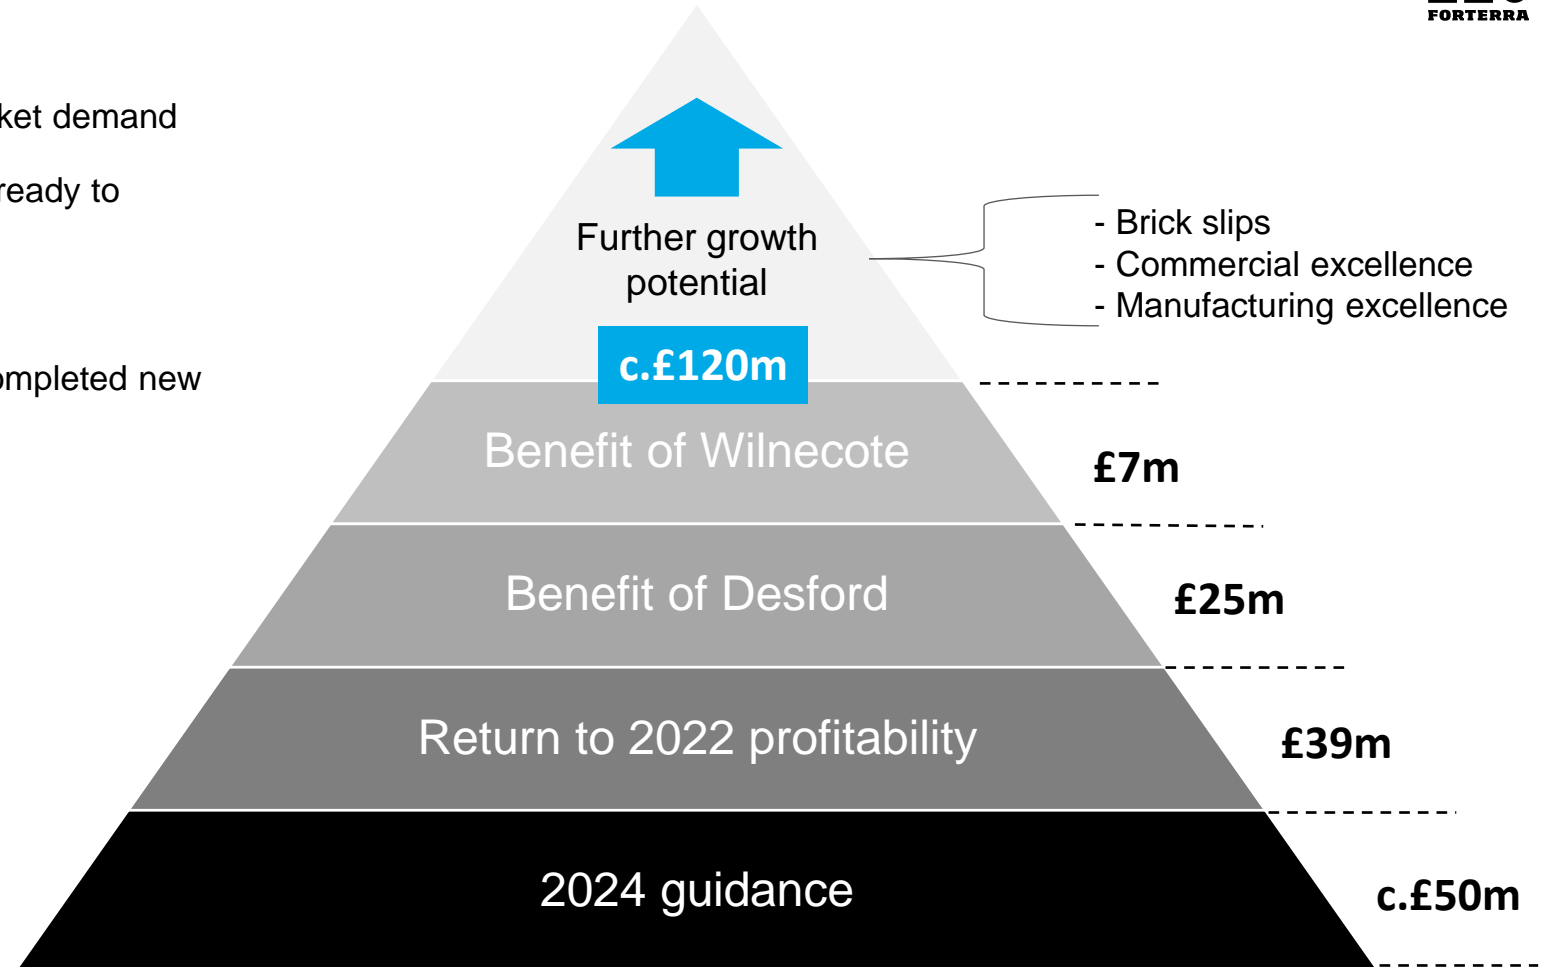 FORTERRA
ket demand
ready to
ompleted new
Further growth
potential
- Brick slips
- Commercial excellence
- Manufacturing excellence
c.£120m
Benefit of Wilnecote
£7m
Benefit of Desford
£25m
Return to 2022 profitability
£39m
2024 guidance
c.£50m